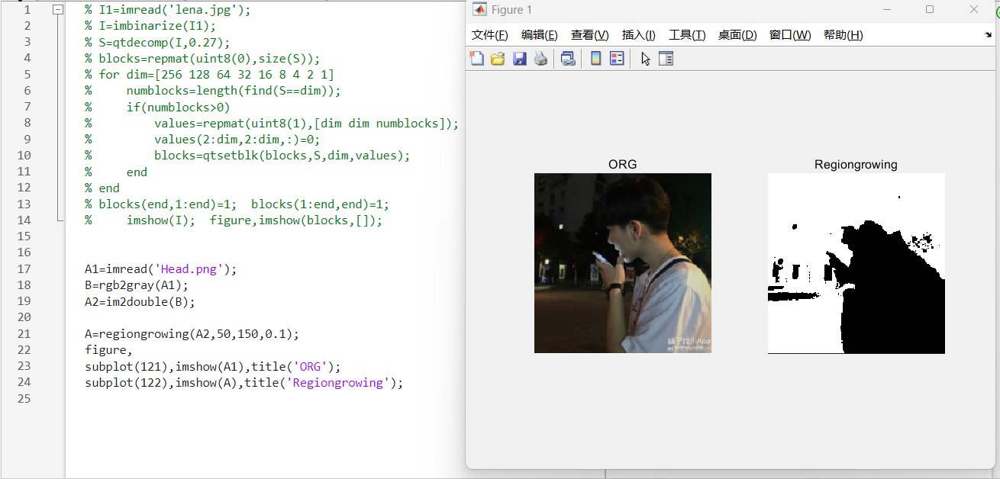 1 % I1=imread('lena.jpg');
2 % I=imbinarize(I1);
3 % S=qtdecomp(I,0.27);
4 % blocks=repmat(uint8(0),size(S));
5 % for dim=[256 128 64 32 16 8 4 2 1]
6 %     numblocks=length(find(S==dim));
7 %     if(numblocks>0)
8 %         values=repmat(uint8(1),[dim dim numblocks]);
9 %         values(2:dim,2:dim,:)=0;
10 %         blocks=qtsetblk(blocks,S,dim,values);
11 %     end
12 % end
13 % blocks(end,1:end)=1;  blocks(1:end,end)=1;
14 %     imshow(I);  figure,imshow(blocks,[]);
15
16
17 A1=imread('Head.png');
18 B=rgb2gray(A1);
19 A2=im2double(B);
20
21 A=regiongrowing(A2,50,150,0.1);
22 figure,
23 subplot(121),imshow(A1),title('ORG');
24 subplot(122),imshow(A),title('Regiongrowing');
25
Figure 1
文件(F) 编辑(E) 查看(V) 插入(I) 工具(T) 桌面(D) 窗口(W) 帮助(H)
ORG
Regiongrowing
橘子娱乐App